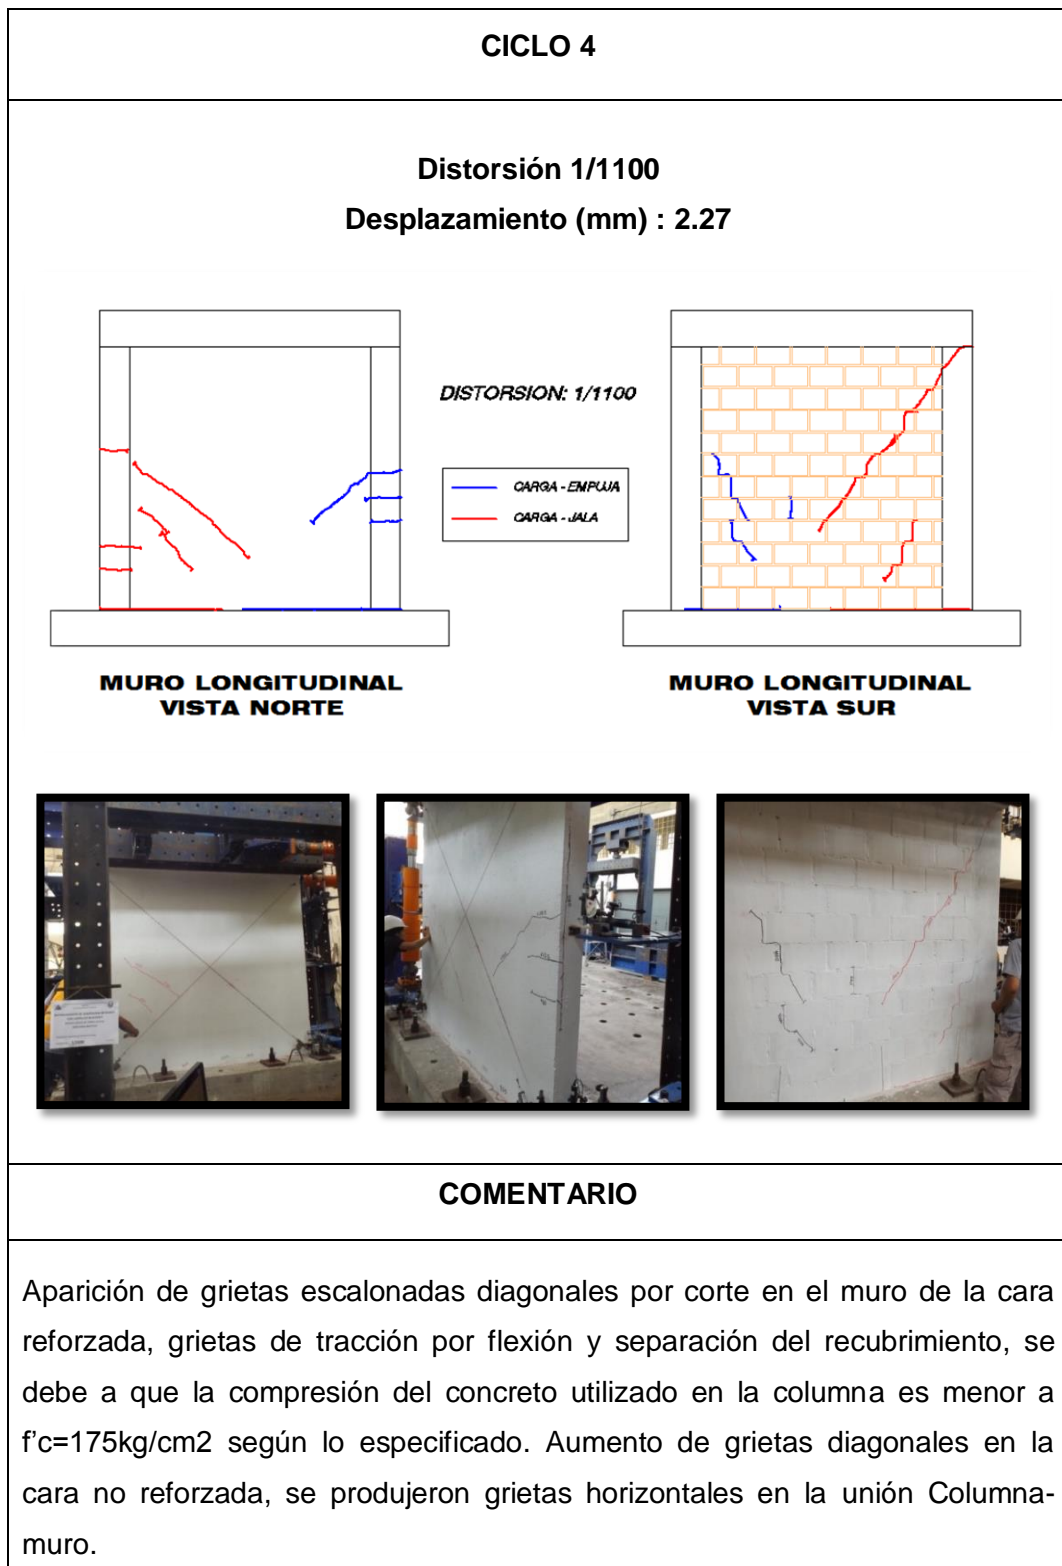 CICLO 4
Distorsión 1/1100
Desplazamiento (mm) : 2.27
DISTORSION: 1/1100
CARGA - EMPUJA
CARGA - JALA
MURO LONGITUDINAL
VISTA NORTE
MURO LONGITUDINAL
VISTA SUR
COMENTARIO
Aparición de grietas escalonadas diagonales por corte en el muro de la cara
reforzada, grietas de tracción por flexión y separación del recubrimiento, se
debe a que la compresión del concreto utilizado en la columna es menor a
f’c=175kg/cm2 según lo especificado. Aumento de grietas diagonales en la
cara no reforzada, se produjeron grietas horizontales en la unión Columna-
muro.